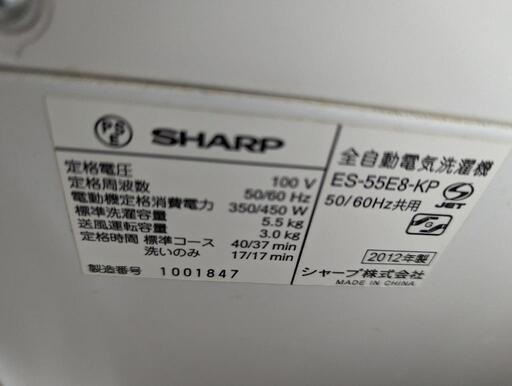 PS E
SHARP
全自動電気洗濯機
ES-55E8-KP
50/60Hz共用
JET
定格電圧 100 V
定格周波数 50/60 Hz
電動機定格消費電力 350/450 W
標準洗濯容量 5.5 kg
送風運転容量 3.0 kg
定格時間 標準コース 40/37 min
洗いのみ 17/17 min
製造番号 1001847
2012年製
シャープ株式会社
MADE IN CHINA